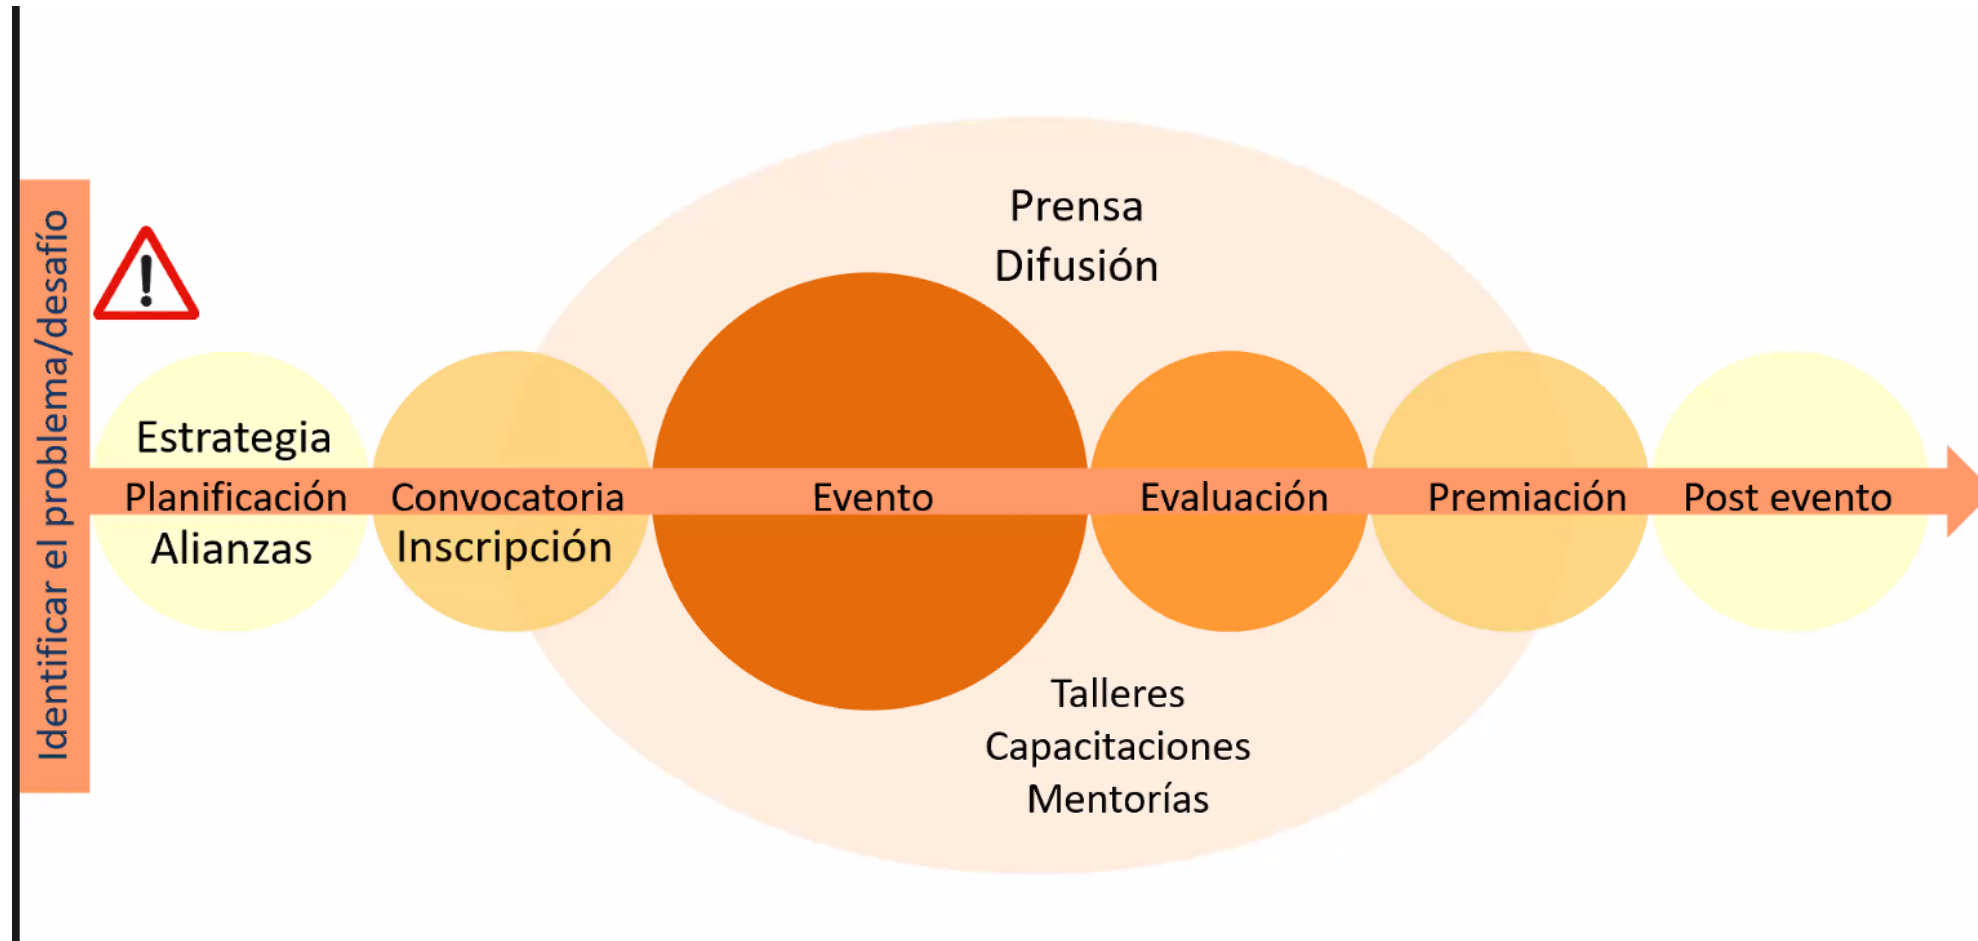 Identificar el problema/desafío
!
Estrategia
Planificación
Alianzas
Convocatoria
Inscripción
Prensa
Difusión
Evento
Talleres
Capacitaciones
Mentorías
Evaluación
Premiación
Post evento